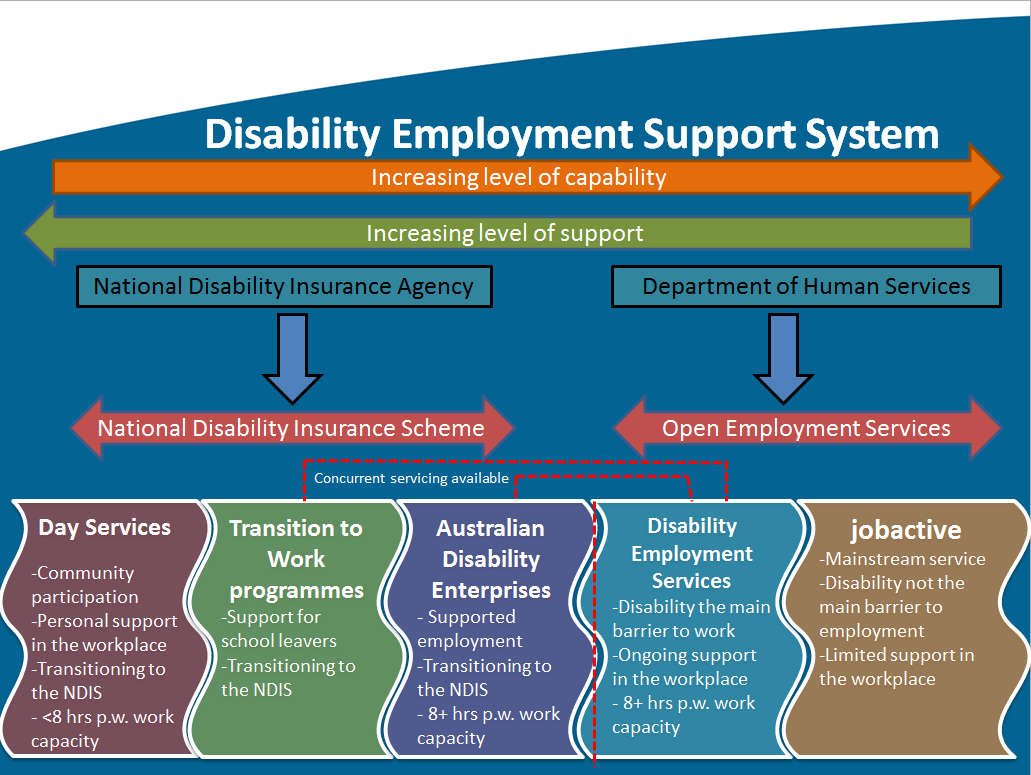 Disability Employment Support System
Increasing level of capability
Increasing level of support
National Disability Insurance Agency
Department of Human Services
National Disability Insurance Scheme
Open Employment Services
Concurrent servicing available
Day Services
-Community
participation
-Personal support
in the workplace
-Transitioning to
the NDIS
- <8 hrs p.w. work
capacity
Transition to
Work
programmes
-Support for
school leavers
-Transitioning to
the NDIS
Australian
Disability
Enterprises
- Supported
employment
-Transitioning to
the NDIS
- 8+ hrs p.w. work
capacity
Disability
Employment
Services
-Disability the main
barrier to work
-Ongoing support
in the workplace
- 8+ hrs p.w. work
capacity
jobactive
-Mainstream service
-Disability not the
main barrier to
employment
-Limited support in
the workplace